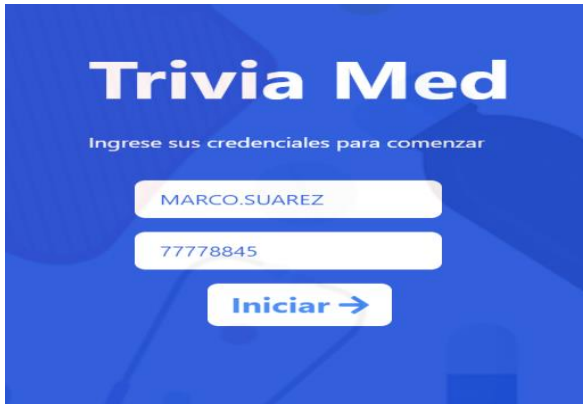 Trivia Med
Ingrese sus credenciales para comenzar
MARCO.SUAREZ
77778845
Iniciar →